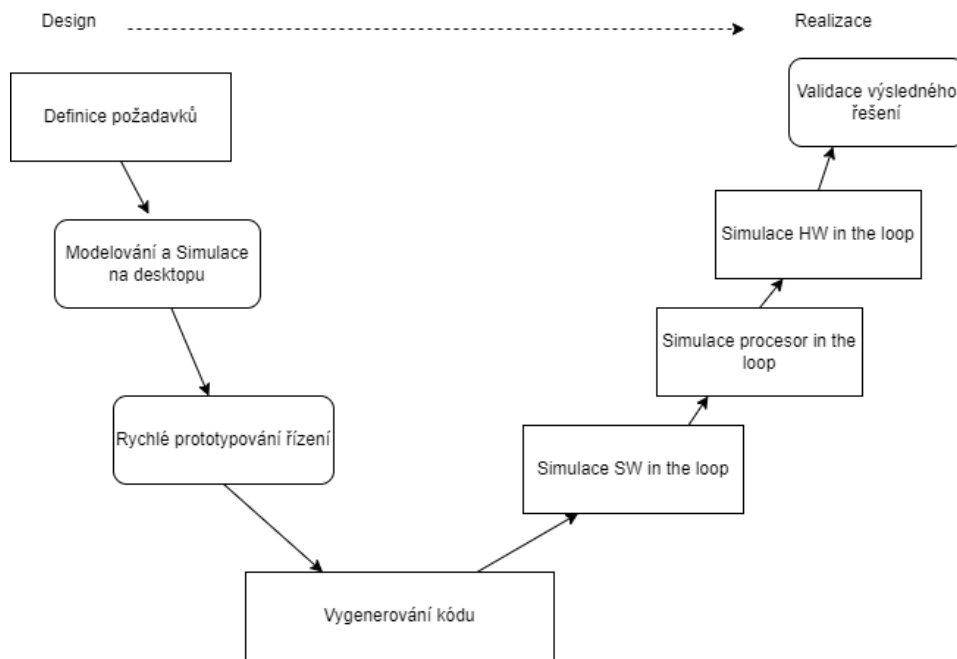 Design
Realizace
Definice požadavků
Validace výsledného
řešení
Modelování a Simulace
na desktopu
Simulace HW in the loop
Simulace procesor in the
loop
Rychlé prototypování řízení
Simulace SW in the loop
Vygenerování kódu